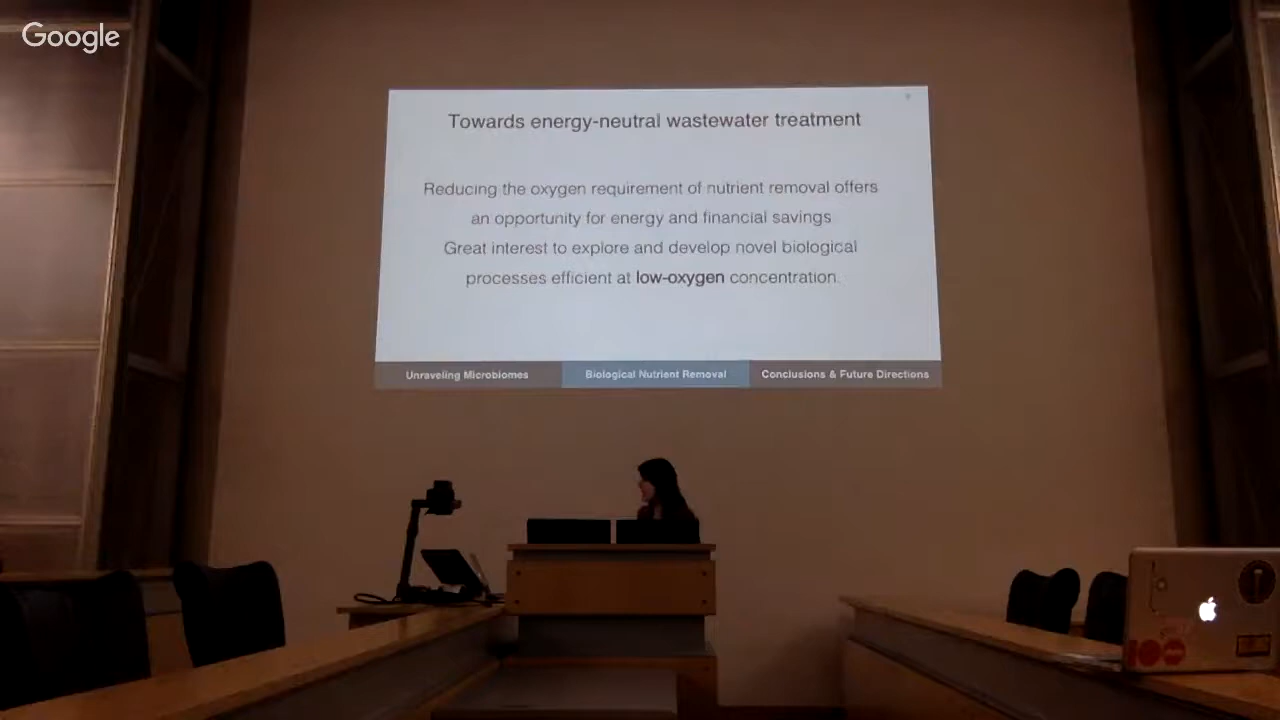 Google
Towards energy-neutral wastewater treatment
Reducing the oxygen requirement of nutrient removal offers
an opportunity for energy and financial savings
Great interest to explore and develop novel biological
processes efficient at low-oxygen concentration.
Unraveling Microbiomes
Biological Nutrient Removal
Conclusions & Future Directions